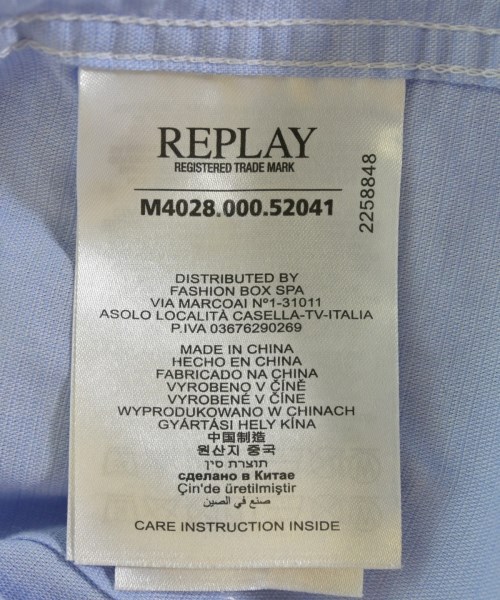 REPLAY
REGISTERED TRADE MARK
M4028.000.52041
2258848
DISTRIBUTED BY
FASHION BOX SPA
VIA MARCOAI Nº1-31011
ASOLO LOCALITÀ CASELLA-TV-ITALIA
P.IVA 03676290269
MADE IN CHINA
HECHO EN CHINA
FABRICADO NA CHINA
VYROBENO V ČÍNĚ
VYROBENÉ V ČÍNE
WYPRODUKOWANO W CHINACH
GYÁRTÁSI HELY KÍNA
中国制造
원산지 중국
תוצרת סין
сделано в Китае
Çin'de üretilmiştir
صنع في الصين
CARE INSTRUCTION INSIDE